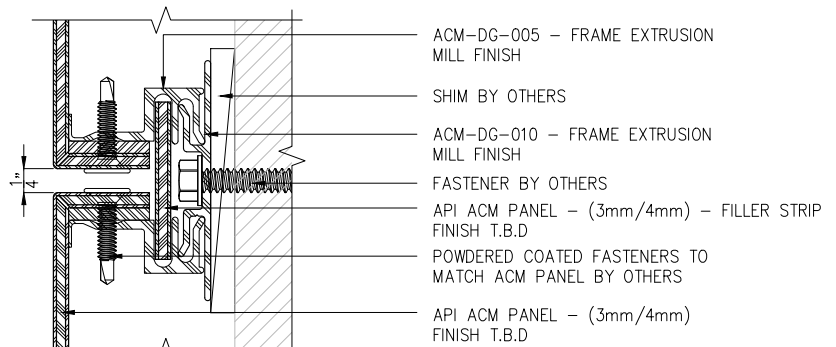 ACM-DG-005 - FRAME EXTRUSION
MILL FINISH
SHIM BY OTHERS
ACM-DG-010 - FRAME EXTRUSION
MILL FINISH
1"
4
FASTENER BY OTHERS
API ACM PANEL - (3mm/4mm) - FILLER STRIP
FINISH T.B.D
POWDERED COATED FASTENERS TO
MATCH ACM PANEL BY OTHERS
API ACM PANEL - (3mm/4mm)
FINISH T.B.D